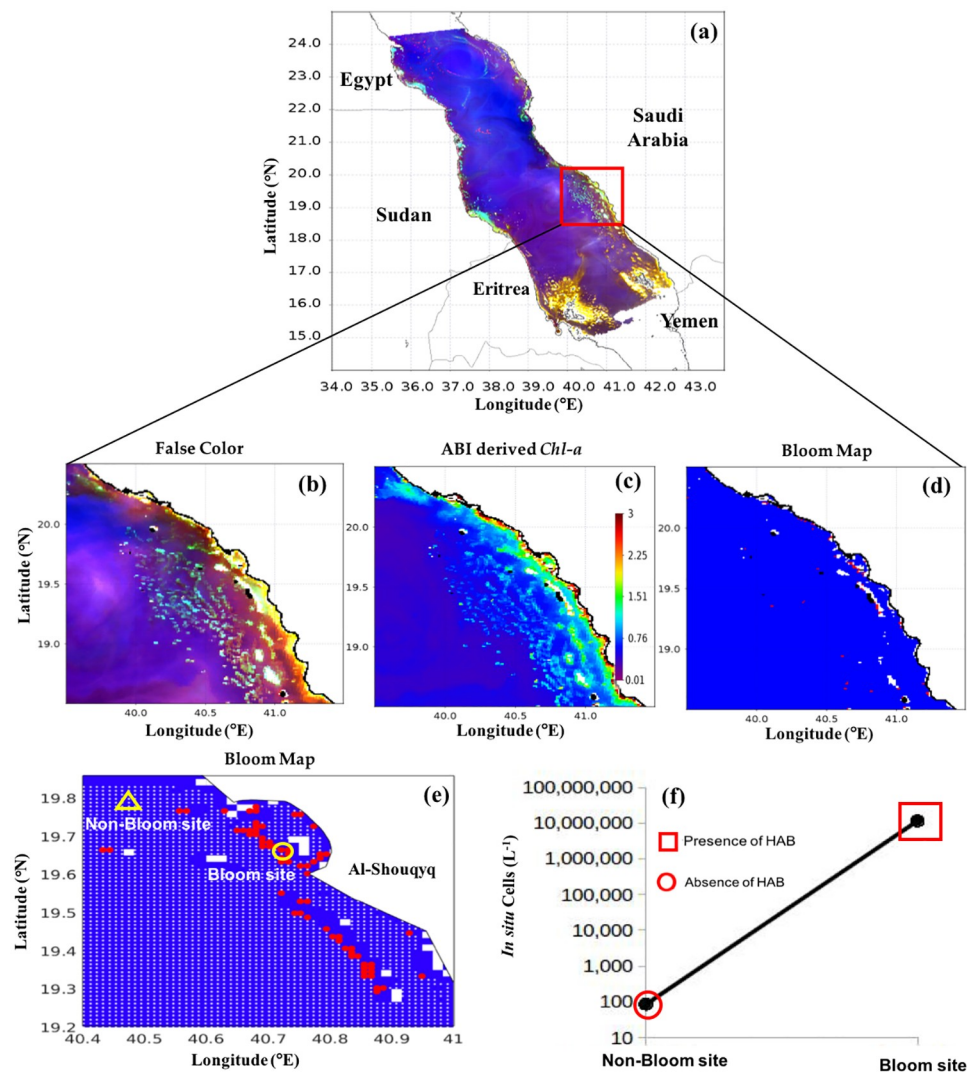 (a)
24.0
23.0
22.0
21.0
20.0
19.0
18.0
17.0
16.0
15.0
Latitude (°N)
Egypt
Saudi
Arabia
Sudan
Eritrea
Yemen
34.0 35.0 36.0 37.0 38.0 39.0 40.0 41.0 42.0 43.0
Longitude (°E)
False Color
(b)
Latitude (°N)
20.0
19.5
19.0
40.0 40.5 41.0
Longitude (°E)
ABI derived Chl-a
(c)
20.0
19.5
19.0
3
2.25
1.51
0.76
0.01
40.0 40.5 41.0
Longitude (°E)
Bloom Map
(d)
20.0
19.5
19.0
40.0 40.5 41.0
Longitude (°E)
Bloom Map
(e)
Latitude (°N)
19.8
19.7
19.6
19.5
19.4
19.3
19.2
Non-Bloom site
Bloom site
Al-Shouqyq
40.4 40.5 40.6 40.7 40.8 40.9 41
Longitude (°E)
(f)
In situ Cells (L-1)
100,000,000
10,000,000
1,000,000
100,000
10,000
1,000
100
10
Presence of HAB
Absence of HAB
Non-Bloom site
Bloom site